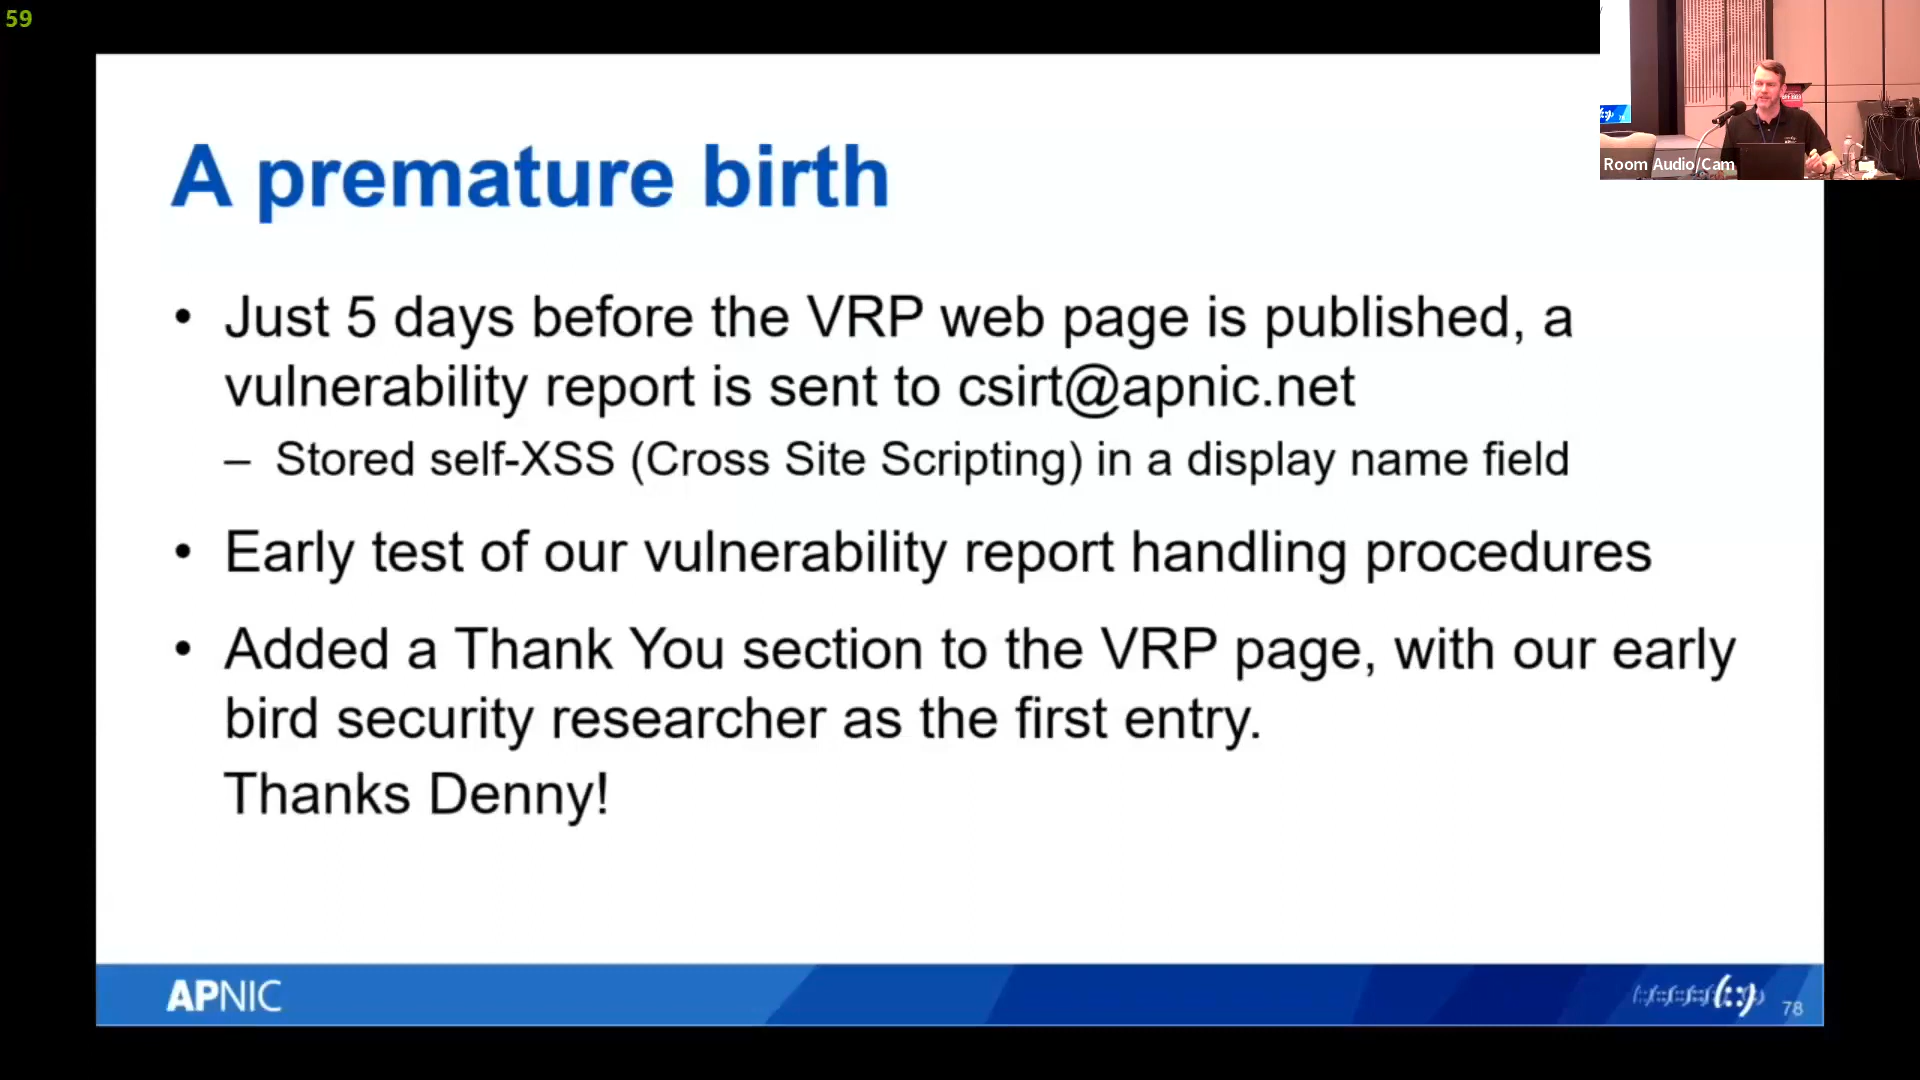 59
A premature birth
• Just 5 days before the VRP web page is published, a
vulnerability report is sent to csirt@apnic.net
– Stored self-XSS (Cross Site Scripting) in a display name field
• Early test of our vulnerability report handling procedures
• Added a Thank You section to the VRP page, with our early
bird security researcher as the first entry.
Thanks Denny!
Room Audio/Cam
APNIC
78